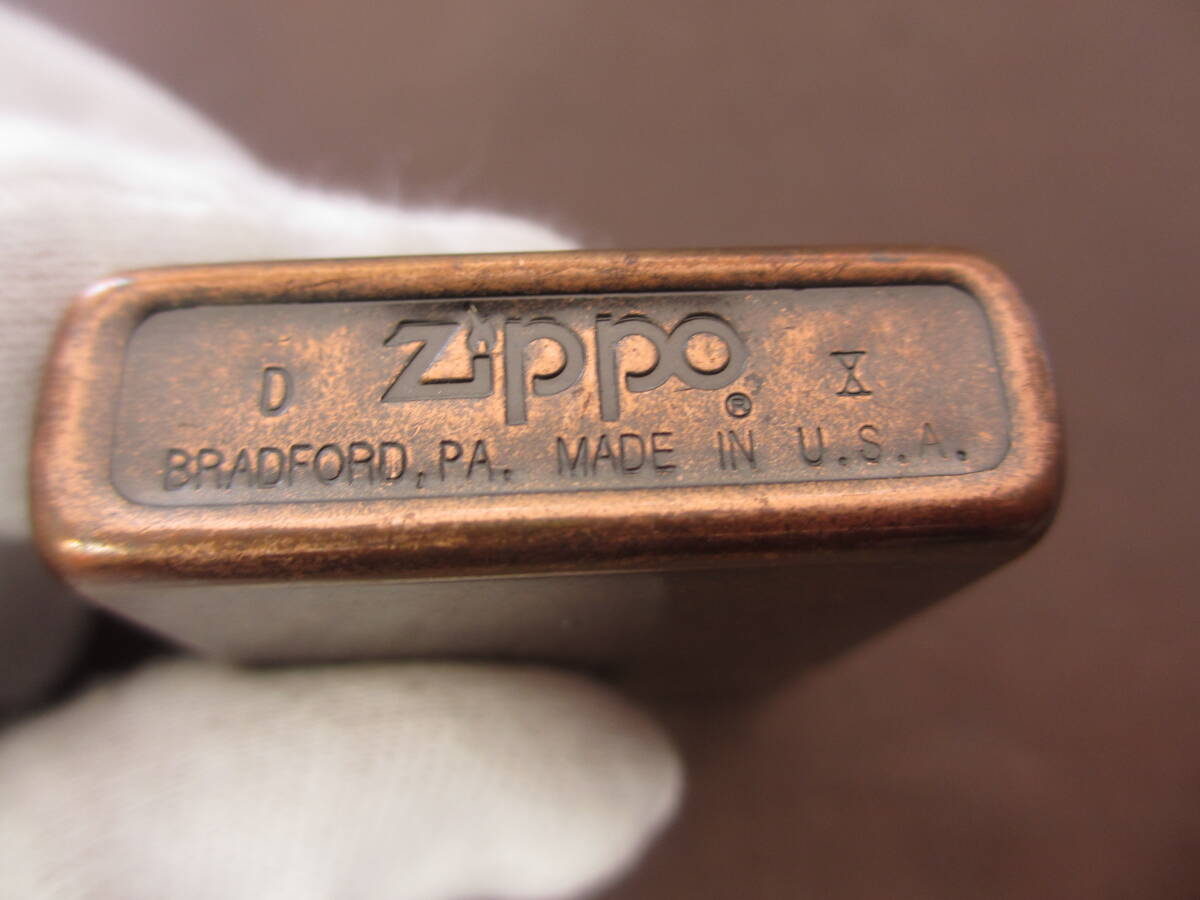 D Zippo® X
BRADFORD, PA. MADE IN U.S.A.